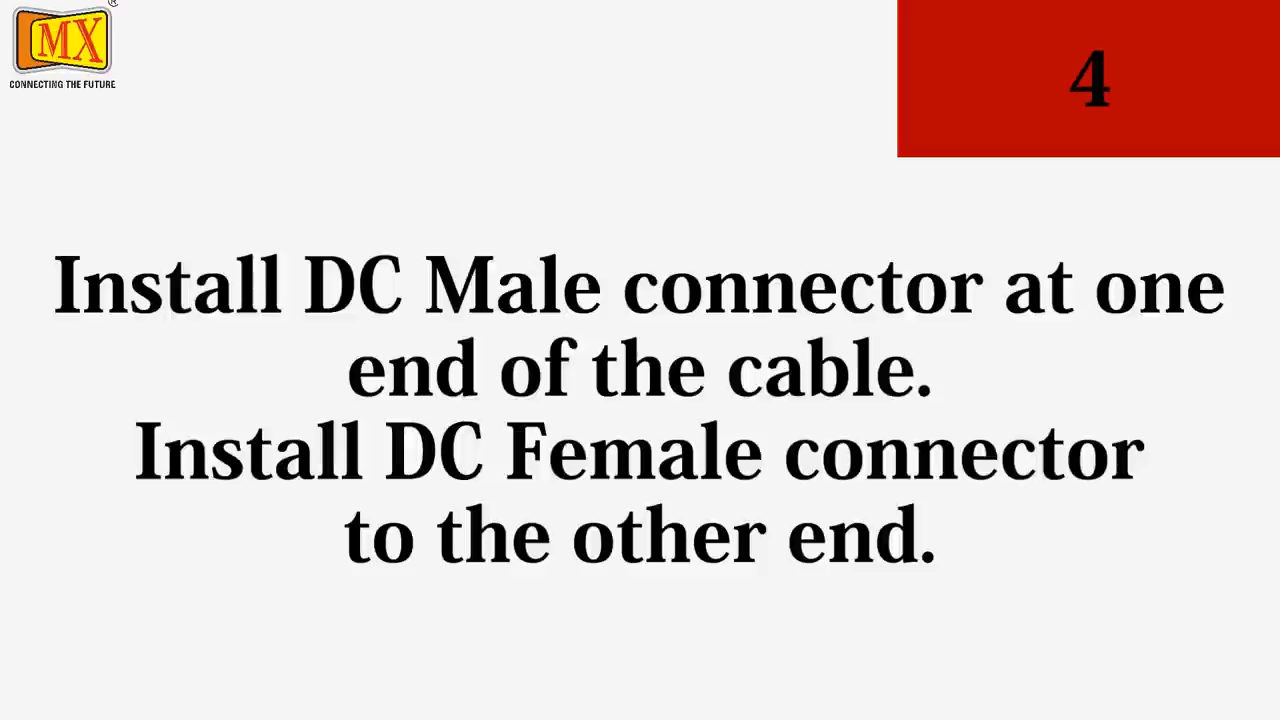 MX ®
CONNECTING THE FUTURE
4
Install DC Male connector at one
end of the cable.
Install DC Female connector
to the other end.